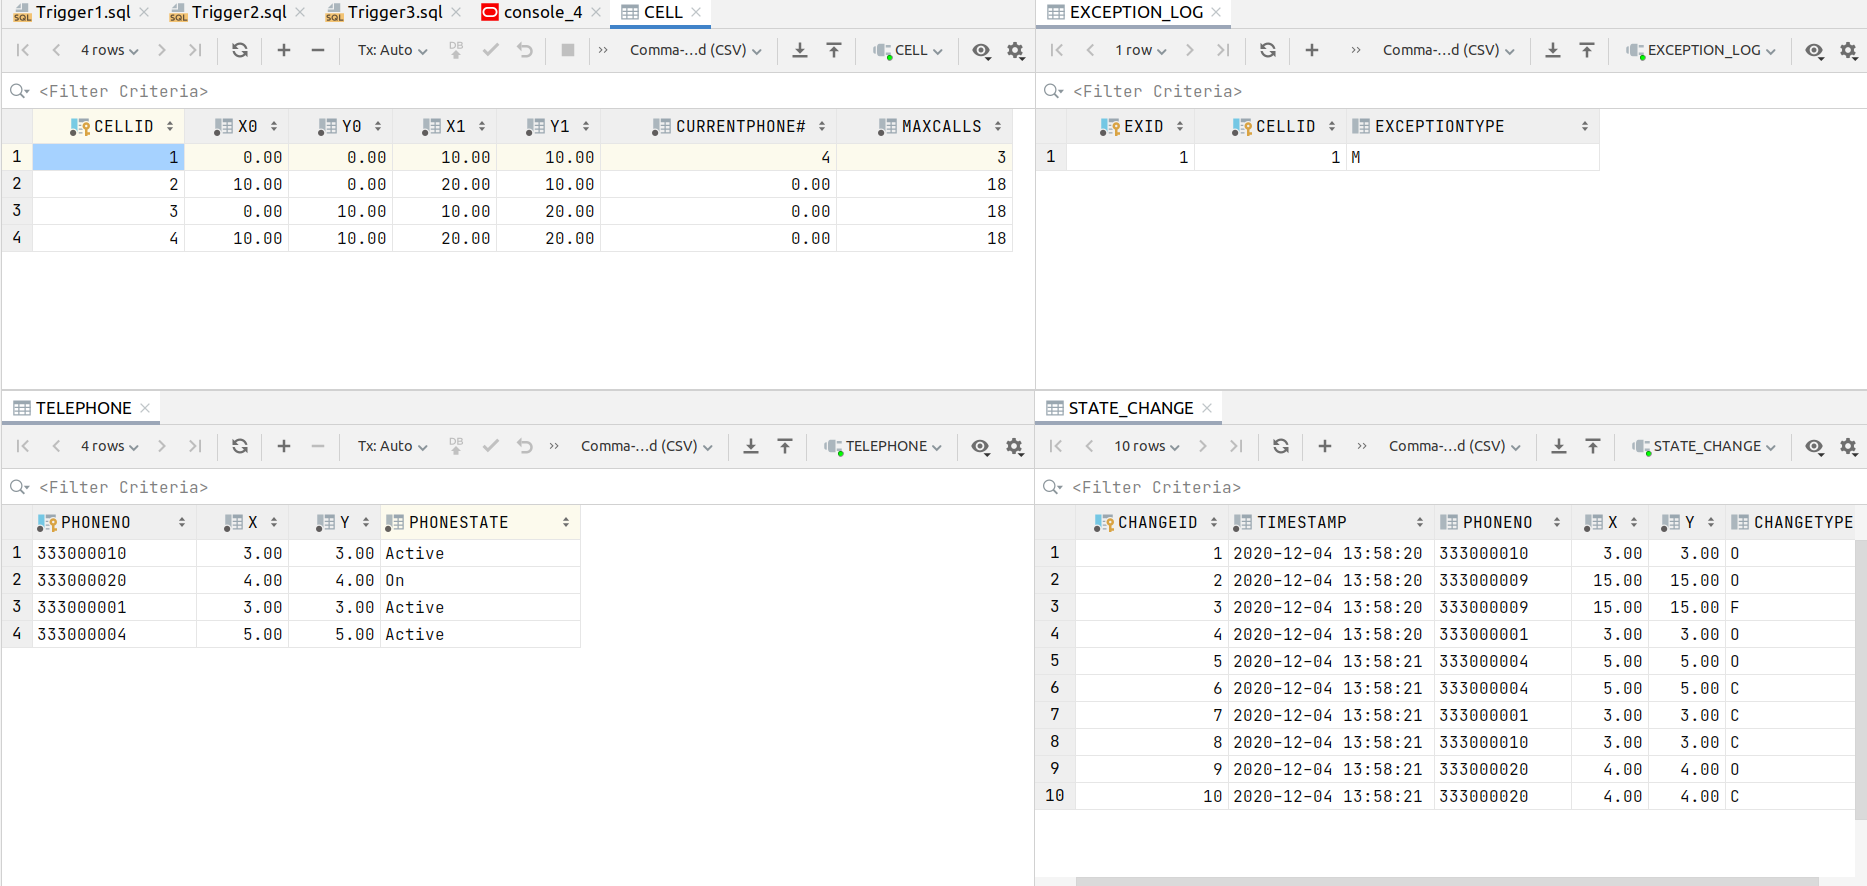 Trigger1.sql Trigger2.sql Trigger3.sql console_4 CELL
4 rows Tx: Auto DB Comma-...d (CSV) CELL
<Filter Criteria>
CELLID X0 Y0 X1 Y1 CURRENTPHONE# MAXCALLS
1 1 0.00 0.00 10.00 10.00 4 3
2 2 10.00 0.00 20.00 10.00 0.00 18
3 3 0.00 10.00 10.00 20.00 0.00 18
4 4 10.00 10.00 20.00 20.00 0.00 18
EXCEPTION_LOG
1 row Comma-...d (CSV) EXCEPTION_LOG
<Filter Criteria>
EXID CELLID EXCEPTIONTYPE
1 1 1 M
TELEPHONE
4 rows Tx: Auto DB Comma-...d (CSV) TELEPHONE
<Filter Criteria>
PHONENO X Y PHONESTATE
1 333000010 3.00 3.00 Active
2 333000020 4.00 4.00 On
3 333000001 3.00 3.00 Active
4 333000004 5.00 5.00 Active
STATE_CHANGE
10 rows Comma-...d (CSV) STATE_CHANGE
<Filter Criteria>
CHANGEID TIMESTAMP PHONENO X Y CHANGETYPE
1 1 2020-12-04 13:58:20 333000010 3.00 3.00 O
2 2 2020-12-04 13:58:20 333000009 15.00 15.00 O
3 3 2020-12-04 13:58:20 333000009 15.00 15.00 F
4 4 2020-12-04 13:58:20 333000001 3.00 3.00 O
5 5 2020-12-04 13:58:21 333000004 5.00 5.00 O
6 6 2020-12-04 13:58:21 333000004 5.00 5.00 C
7 7 2020-12-04 13:58:21 333000001 3.00 3.00 C
8 8 2020-12-04 13:58:21 333000010 3.00 3.00 C
9 9 2020-12-04 13:58:21 333000020 4.00 4.00 O
10 10 2020-12-04 13:58:21 333000020 4.00 4.00 C